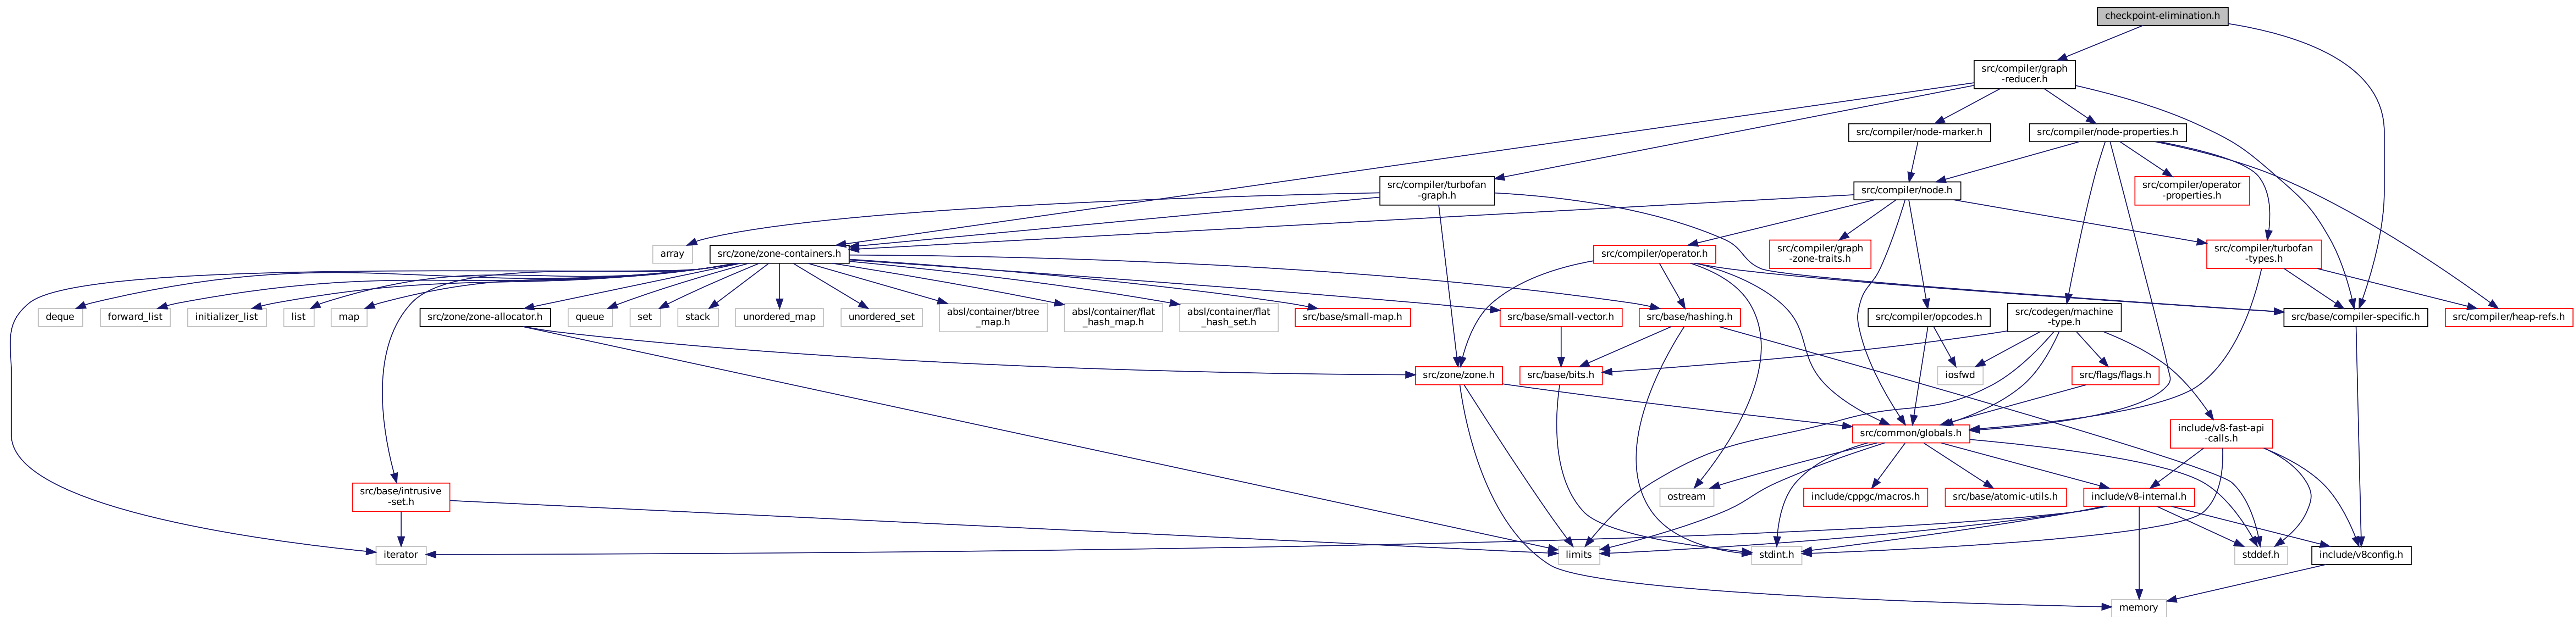 checkpoint-elimination.h
src/compiler/graph
-reducer.h
src/compiler/node-marker.h
src/compiler/node-properties.h
src/compiler/turbofan
-graph.h
src/compiler/node.h
src/compiler/operator
-properties.h
array
src/zone/zone-containers.h
src/compiler/operator.h
src/compiler/graph
-zone-traits.h
src/compiler/turbofan
-types.h
deque
forward_list
initializer_list
list
map
src/zone/zone-allocator.h
queue
set
stack
unordered_map
unordered_set
absl/container/btree
_map.h
absl/container/flat
_hash_map.h
absl/container/flat
_hash_set.h
src/base/small-map.h
src/base/small-vector.h
src/base/hashing.h
src/compiler/opcodes.h
src/codegen/machine
-type.h
src/base/compiler-specific.h
src/compiler/heap-refs.h
src/zone/zone.h
src/base/bits.h
iosfwd
src/flags/flags.h
src/common/globals.h
include/v8-fast-api
-calls.h
src/base/intrusive
-set.h
ostream
include/cppgc/macros.h
src/base/atomic-utils.h
include/v8-internal.h
iterator
limits
stdint.h
stddef.h
include/v8config.h
memory